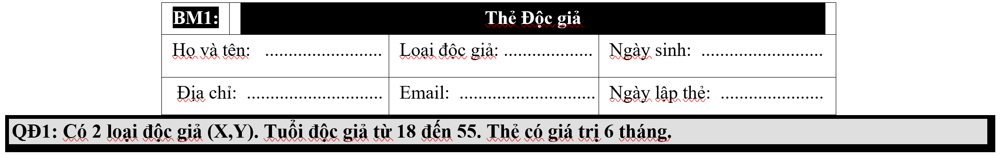 BM1: Thẻ Độc giả
Họ và tên: ......................... Loại độc giả: ................... Ngày sinh: ..........................
Địa chỉ: ............................. Email: ............................. Ngày lập thẻ: ......................
QĐ1: Có 2 loại độc giả (X,Y). Tuổi độc giả từ 18 đến 55. Thẻ có giá trị 6 tháng.